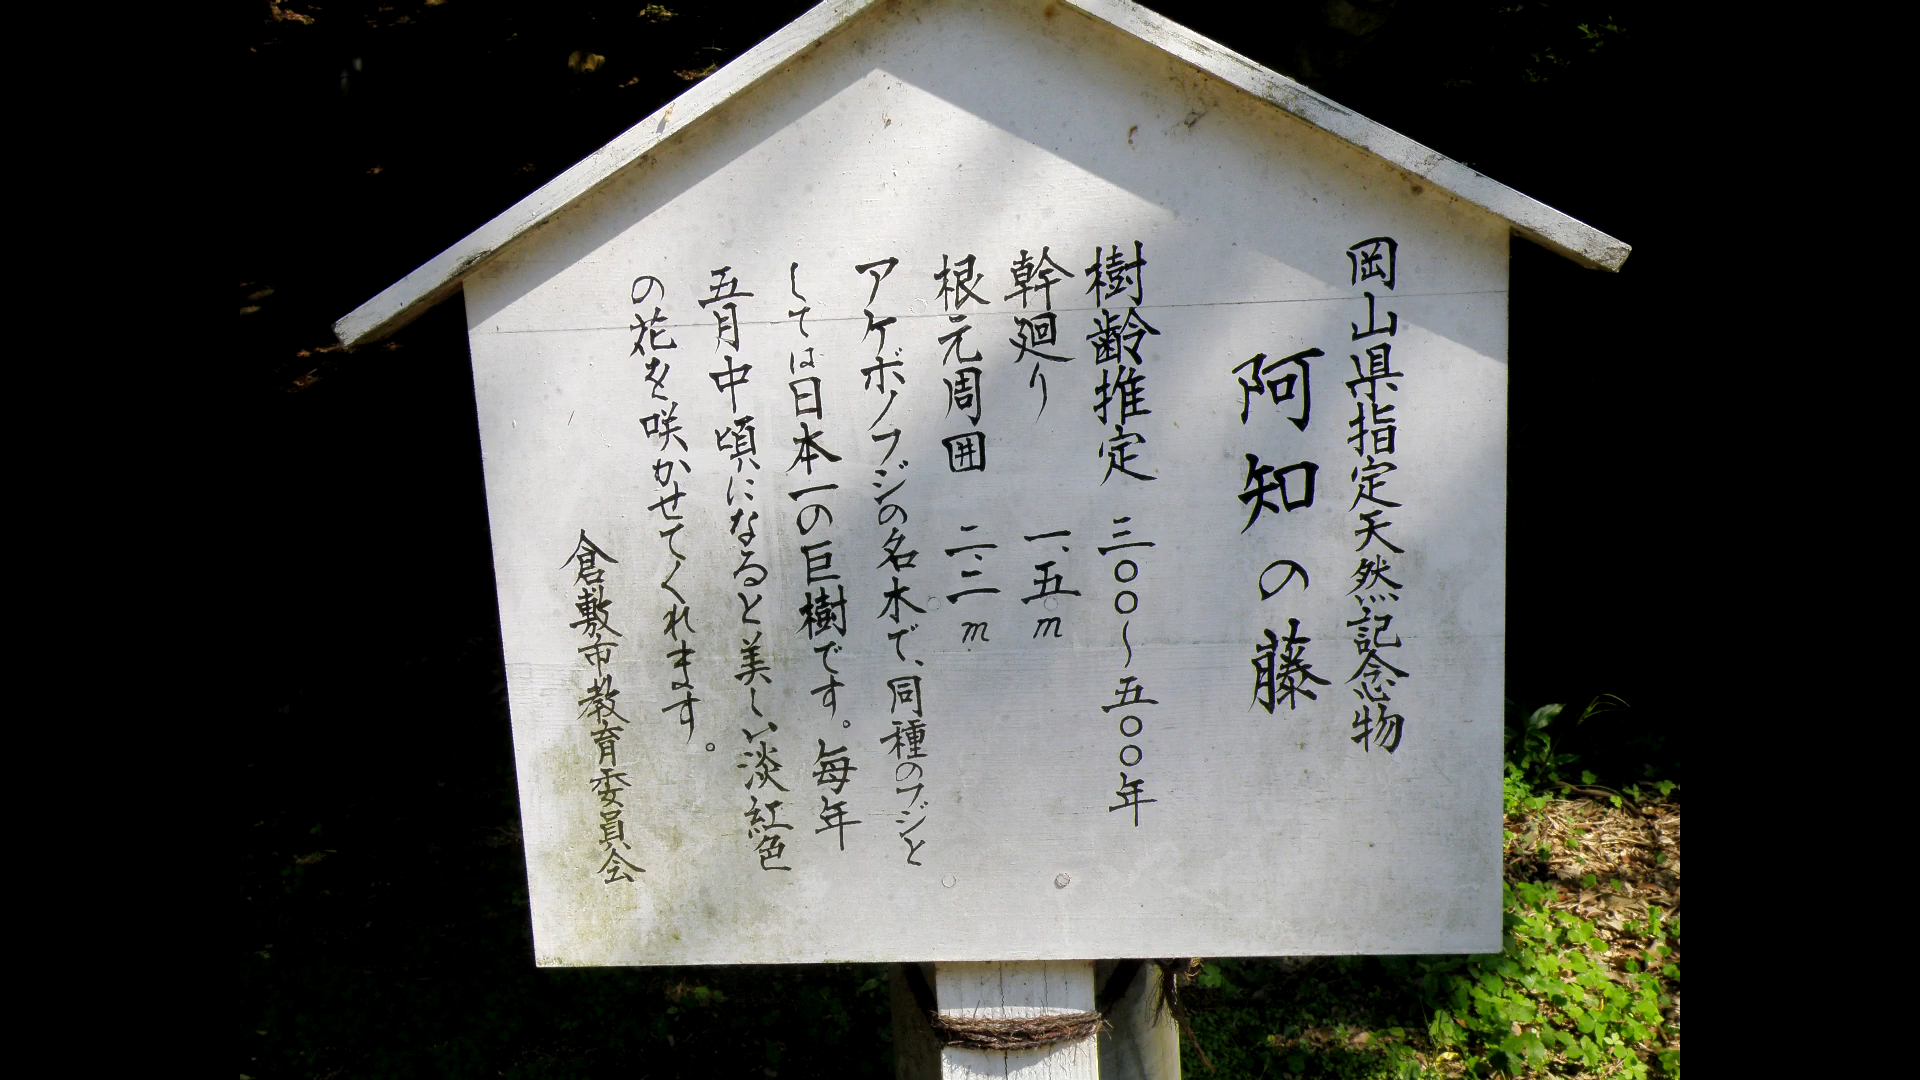 岡山県指定天然記念物
阿知の藤
樹齢推定 三〇〇～五〇〇年
幹廻り 一、五m
根元周囲 二、二m
アケボノフジの名木で、同種のフジと
しては日本一の巨樹です。毎年
五月中頃になると美しい淡紅色
の花を咲かせてくれます。
倉敷市教育委員会